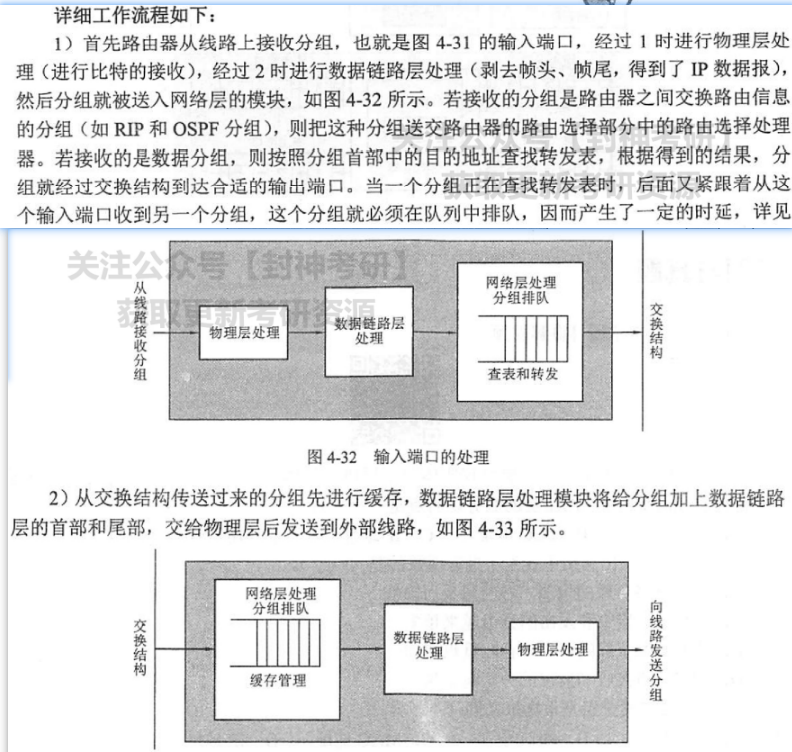 详细工作流程如下：
1）首先路由器从线路上接收分组，也就是图 4-31 的输入端口，经过 1 时进行物理层处
理（进行比特的接收），经过 2 时进行数据链路层处理（剥去帧头、帧尾，得到了 IP 数据报），
然后分组就被送入网络层的模块，如图 4-32 所示。若接收的分组是路由器之间交换路由信息
的分组（如 RIP 和 OSPF 分组），则把这种分组送交路由器的路由选择部分中的路由选择处理
器。若接收的是数据分组，则按照分组首部中的目的地址查找转发表，根据得到的结果，分
组就经过交换结构到达合适的输出端口。当一个分组正在查找转发表时，后面又紧跟着从这
个输入端口收到另一个分组，这个分组就必须在队列中排队，因而产生了一定的时延，详见
关注公众号【封神考研】
获取更新考研资源
关注公众号【封神考研】
获取更新考研资源
从线路接收分组
物理层处理
数据链路层
处理
网络层处理
分组排队
查表和转发
交换结构
图 4-32 输入端口的处理
2）从交换结构传送过来的分组先进行缓存，数据链路层处理模块将给分组加上数据链路
层的首部和尾部，交给物理层后发送到外部线路，如图 4-33 所示。
交换结构
网络层处理
分组排队
缓存管理
数据链路层
处理
物理层处理
向线路发送分组